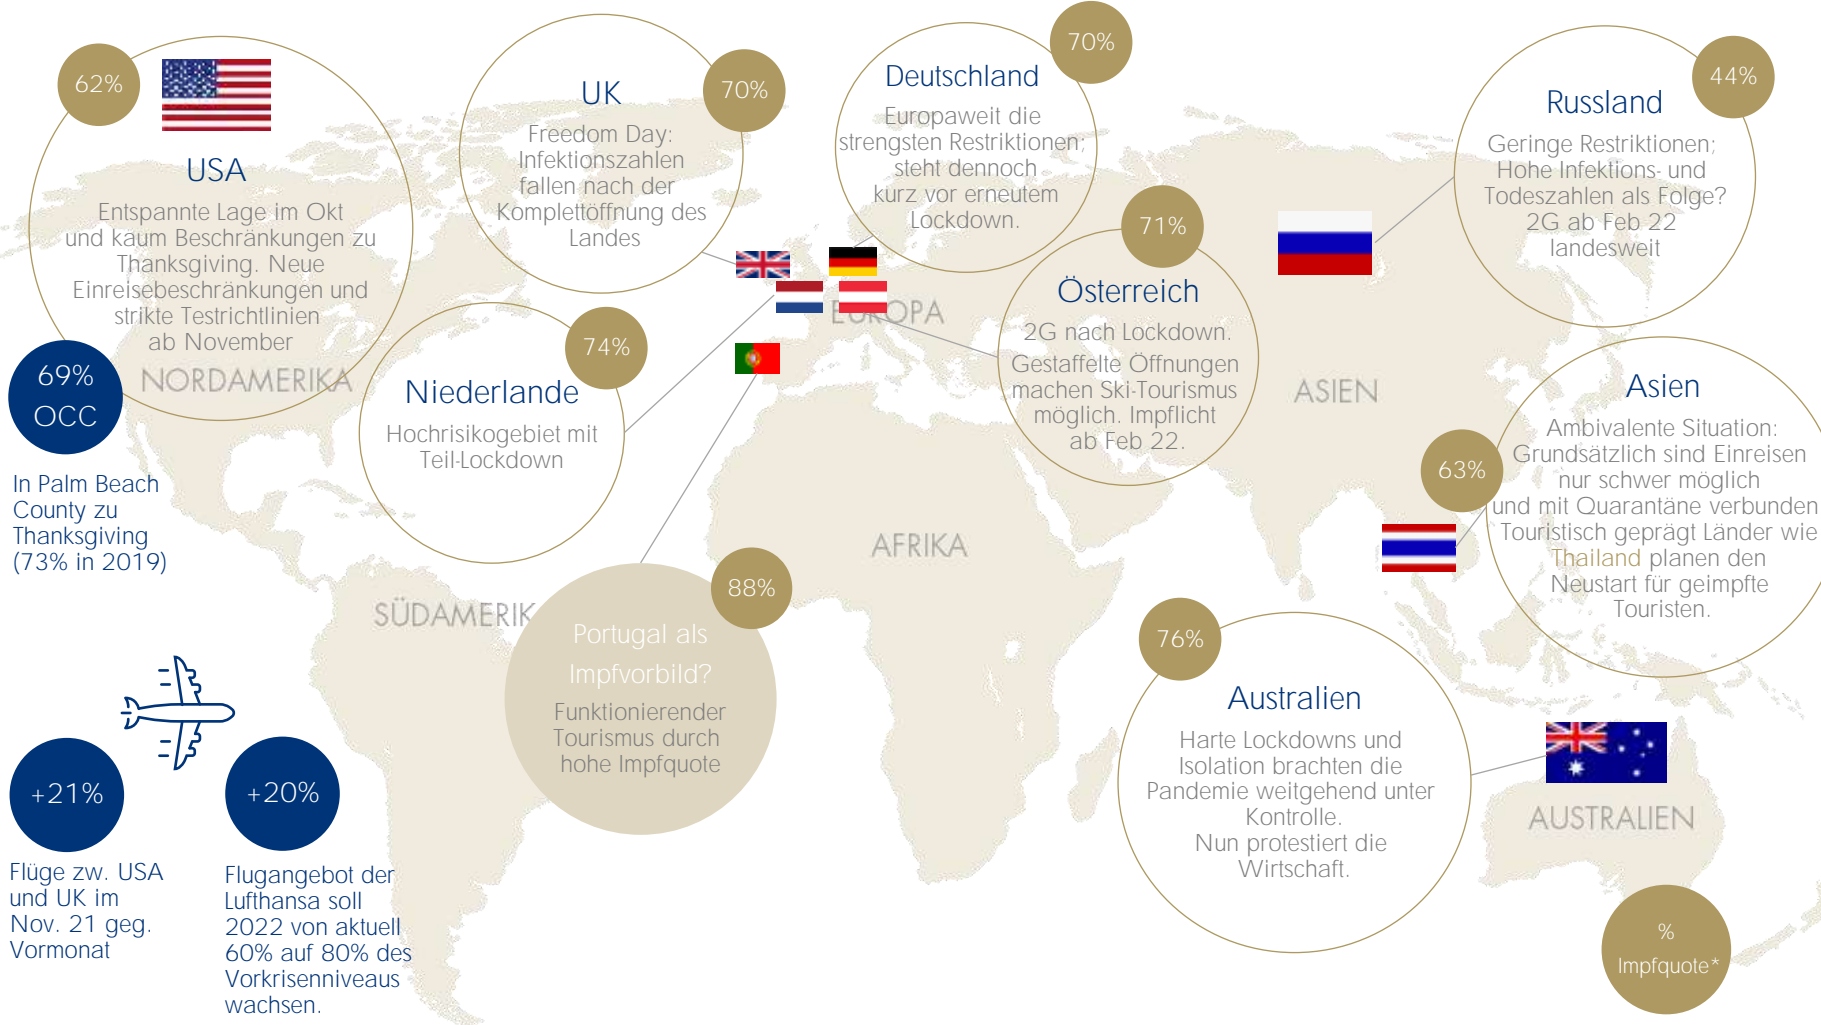 62%
USA
Entspannte Lage im Okt
und kaum Beschränkungen zu
Thanksgiving. Neue
Einreisebeschränkungen und
strikte Testrichtlinien
ab November
69%
OCC
In Palm Beach
County zu
Thanksgiving
(73% in 2019)
NORDAMERIKA
70%
UK
Freedom Day:
Infektionszahlen
fallen nach der
Komplettöffnung des
Landes
70%
Deutschland
Europaweit die
strengsten Restriktionen;
steht dennoch
kurz vor erneutem
Lockdown.
44%
Russland
Geringe Restriktionen;
Hohe Infektions- und
Todeszahlen als Folge?
2G ab Feb 22
landesweit
74%
Niederlande
Hochrisikogebiet mit
Teil-Lockdown
EUROPA
71%
Österreich
2G nach Lockdown.
Gestaffelte Öffnungen
machen Ski-Tourismus
möglich. Impflicht
ab Feb 22.
ASIEN
63%
Asien
Ambivalente Situation:
Grundsätzlich sind Einreisen
nur schwer möglich
und mit Quarantäne verbunden
Touristisch geprägt Länder wie
Thailand planen den
Neustart für geimpfte
Touristen.
AFRIKA
SÜDAMERIK
88%
Portugal als
Impfvorbild?
Funktionierender
Tourismus durch
hohe Impfquote
76%
Australien
Harte Lockdowns und
Isolation brachten die
Pandemie weitgehend unter
Kontrolle.
Nun protestiert die
Wirtschaft.
AUSTRALIEN
+21%
Flüge zw. USA
und UK im
Nov. 21 geg.
Vormonat
+20%
Flugangebot der
Lufthansa soll
2022 von aktuell
60% auf 80% des
Vorkrisenniveaus
wachsen.
%
Impfquote*